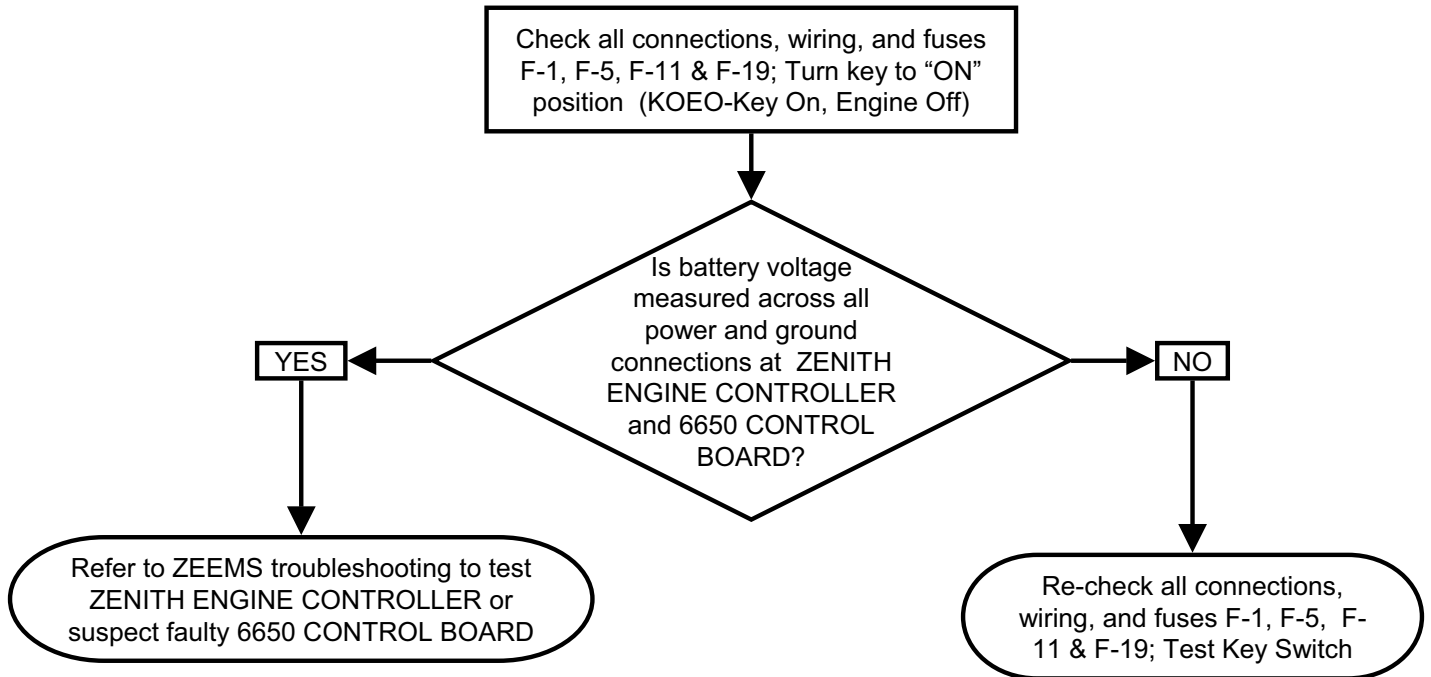 Check all connections, wiring, and fuses
F-1, F-5, F-11 & F-19; Turn key to “ON”
position (KOEO-Key On, Engine Off)
Is battery voltage
measured across all
power and ground
connections at ZENITH
ENGINE CONTROLLER
and 6650 CONTROL
BOARD?
YES
NO
Refer to ZEEMS troubleshooting to test
ZENITH ENGINE CONTROLLER or
suspect faulty 6650 CONTROL BOARD
Re-check all connections,
wiring, and fuses F-1, F-5, F-
11 & F-19; Test Key Switch